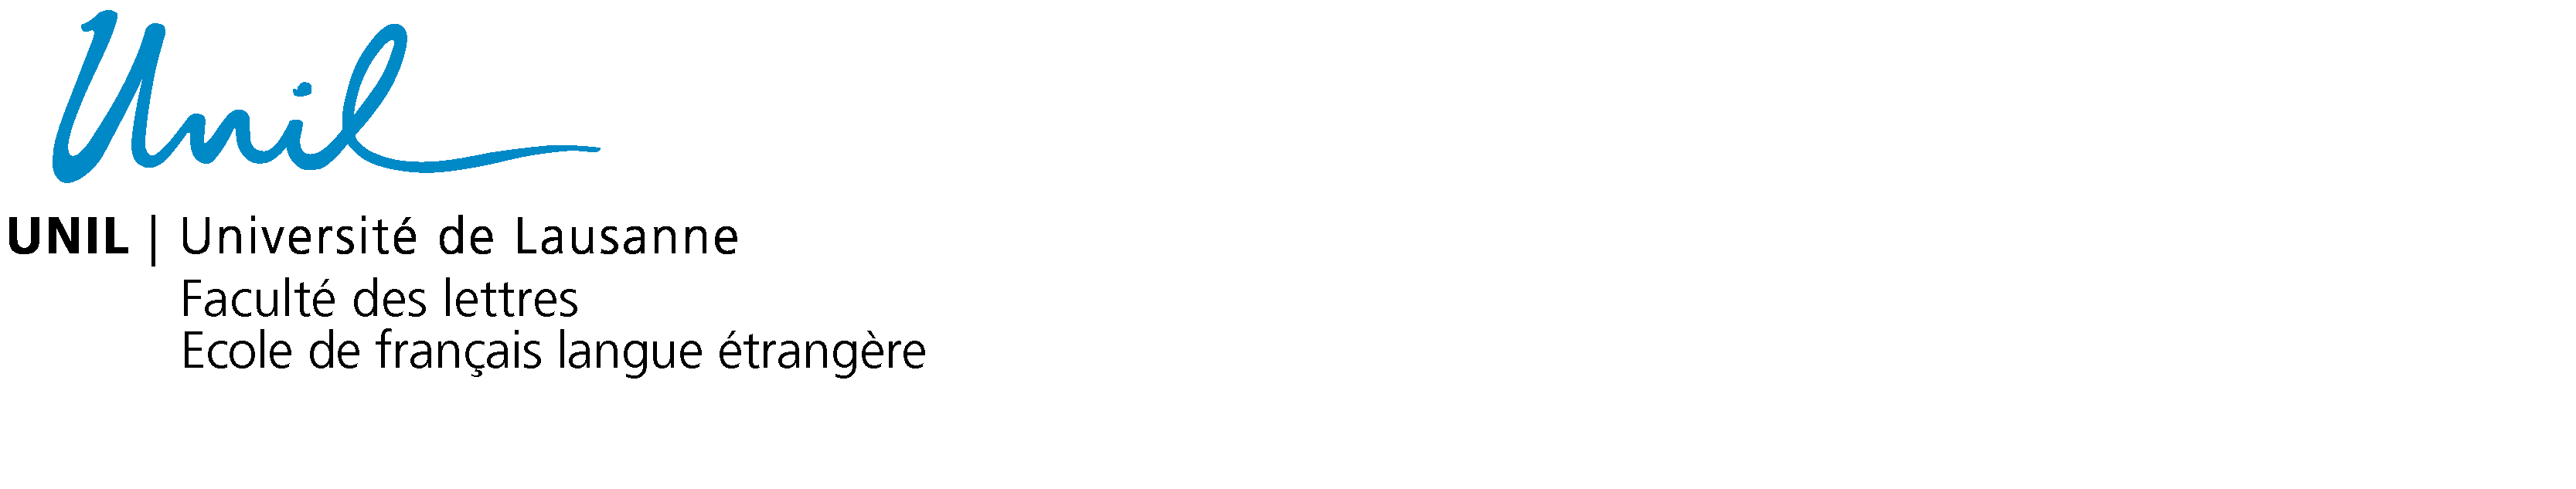 Unil
UNIL | Université de Lausanne
Faculté des lettres
Ecole de français langue étrangère